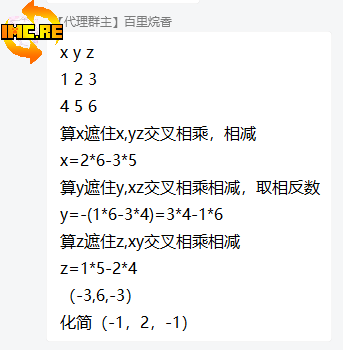 IMC.RE
【代理群主】百里烷香
x y z
1 2 3
4 5 6
算x遮住x,yz交叉相乘，相减
x=2*6-3*5
算y遮住y,xz交叉相乘相减，取相反数
y=-(1*6-3*4)=3*4-1*6
算z遮住z,xy交叉相乘相减
z=1*5-2*4
（-3,6,-3）
化简（-1，2，-1）